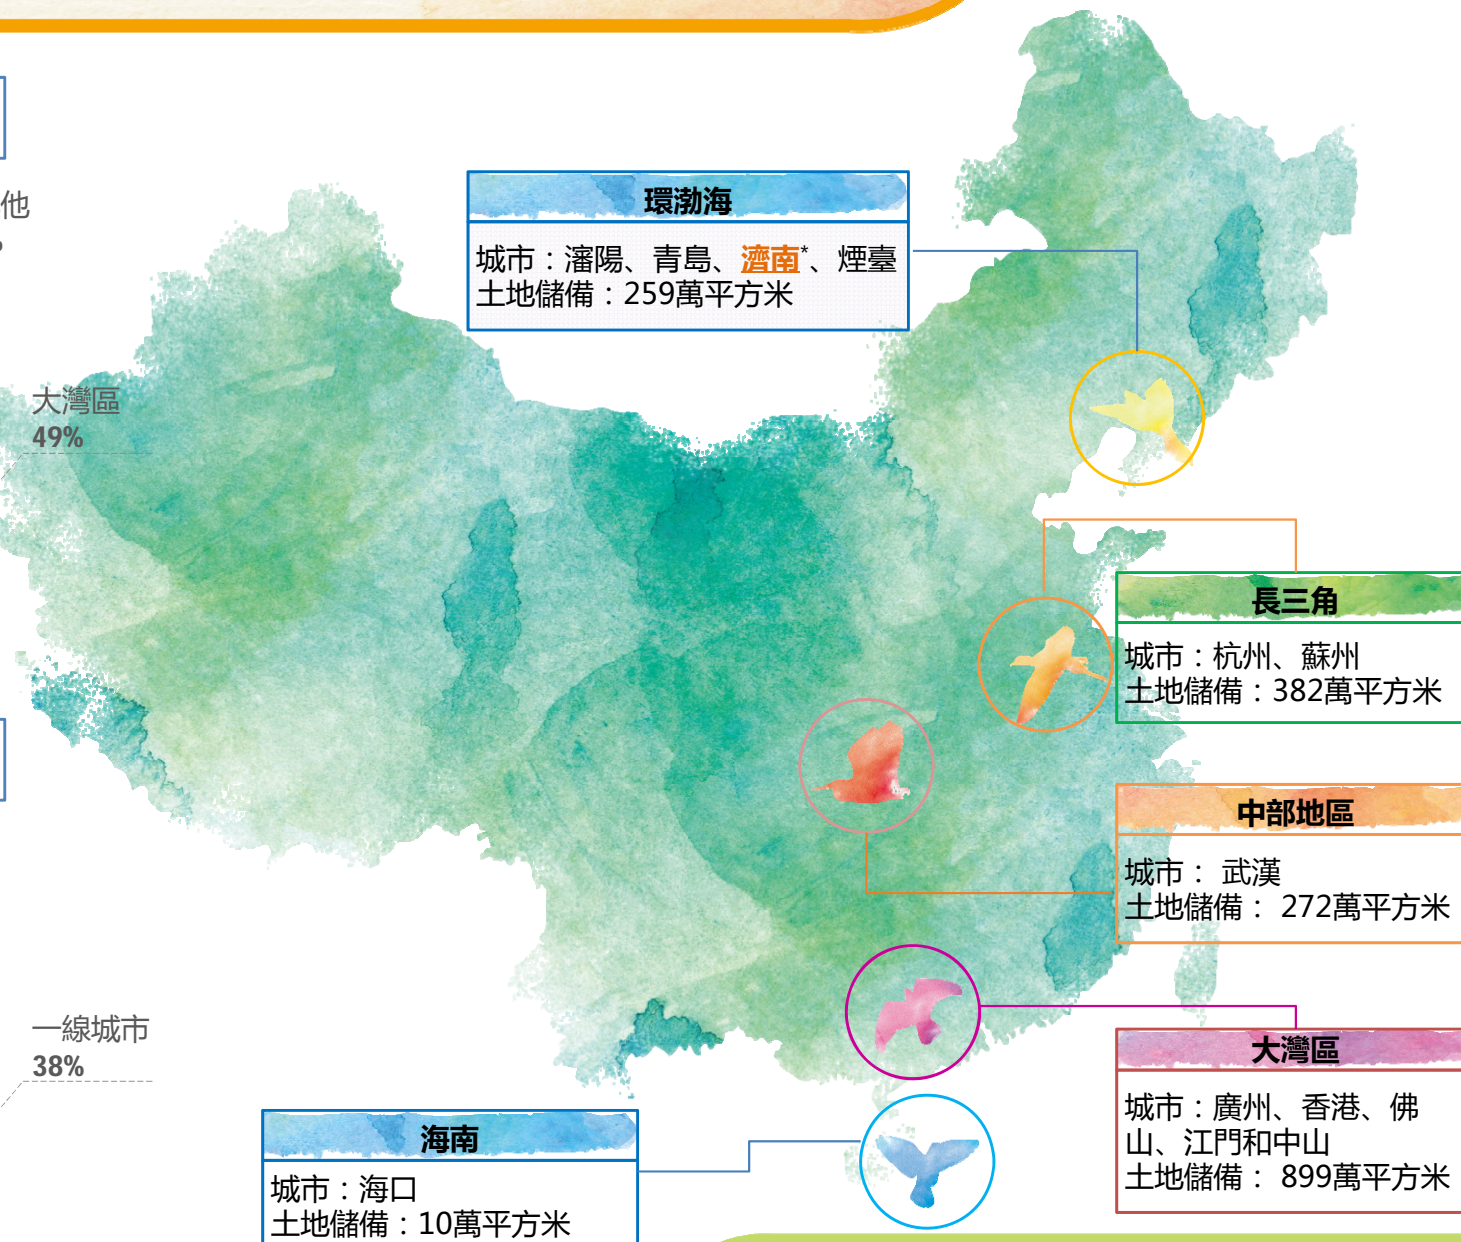 他
環渤海
城市：瀋陽、青島、濟南*、煙臺
土地儲備：259萬平方米
大灣區
49%
長三角
城市：杭州、蘇州
土地儲備：382萬平方米
中部地區
城市： 武漢
土地儲備： 272萬平方米
一線城市
38%
大灣區
城市：廣州、香港、佛
山、江門和中山
土地儲備： 899萬平方米
海南
城市：海口
土地儲備：10萬平方米